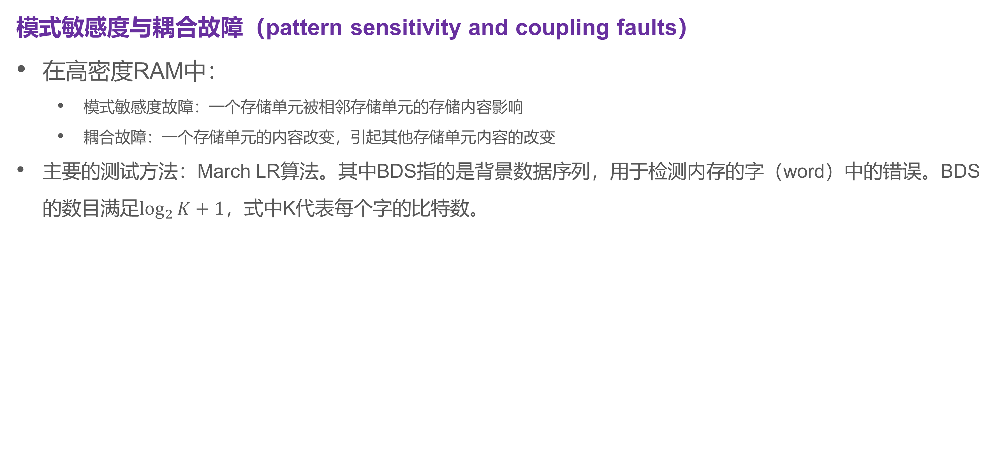 模式敏感度与耦合故障（pattern sensitivity and coupling faults）
• 在高密度RAM中：
• 模式敏感度故障：一个存储单元被相邻存储单元的存储内容影响
• 耦合故障：一个存储单元的内容改变，引起其他存储单元内容的改变
• 主要的测试方法：March LR算法。其中BDS指的是背景数据序列，用于检测内存的字（word）中的错误。BDS
的数目满足log₂ K + 1，式中K代表每个字的比特数。